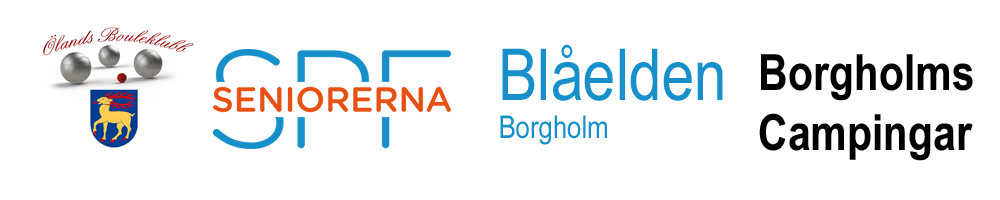 Ölands Bouleklubb
SPF
SENIORERNA
Blåelden
Borgholm
Borgholms
Campingar